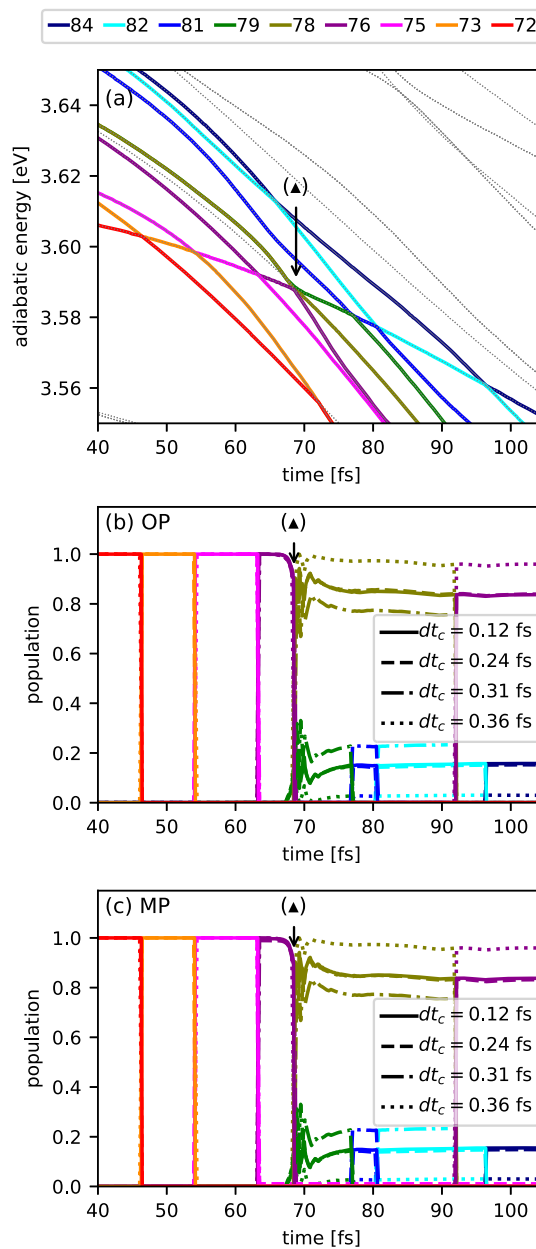 84 82 81 79 78 76 75 73 72
(a)
(▲)
3.64
3.62
3.60
3.58
3.56
adiabatic energy [eV]
40 50 60 70 80 90 100
time [fs]
(b) OP
(▲)
1.0
0.8
0.6
0.4
0.2
0.0
population
dt_c = 0.12 fs
dt_c = 0.24 fs
dt_c = 0.31 fs
dt_c = 0.36 fs
40 50 60 70 80 90 100
time [fs]
(c) MP
(▲)
1.0
0.8
0.6
0.4
0.2
0.0
population
dt_c = 0.12 fs
dt_c = 0.24 fs
dt_c = 0.31 fs
dt_c = 0.36 fs
40 50 60 70 80 90 100
time [fs]